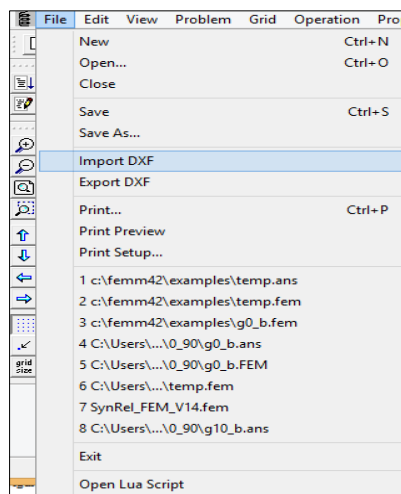 File Edit View Problem Grid Operation Pro
New Ctrl+N
Open... Ctrl+O
Close
Save Ctrl+S
Save As...
Import DXF
Export DXF
Print... Ctrl+P
Print Preview
Print Setup...
1 c:\femm42\examples\temp.ans
2 c:\femm42\examples\temp.fem
3 c:\femm42\examples\g0_b.fem
4 C:\Users\...\0_90\g0_b.ans
5 C:\Users\...\0_90\g0_b.FEM
6 C:\Users\...\temp.fem
7 SynRel_FEM_V14.fem
8 C:\Users\...\0_90\g10_b.ans
grid
size
Exit
Open Lua Script